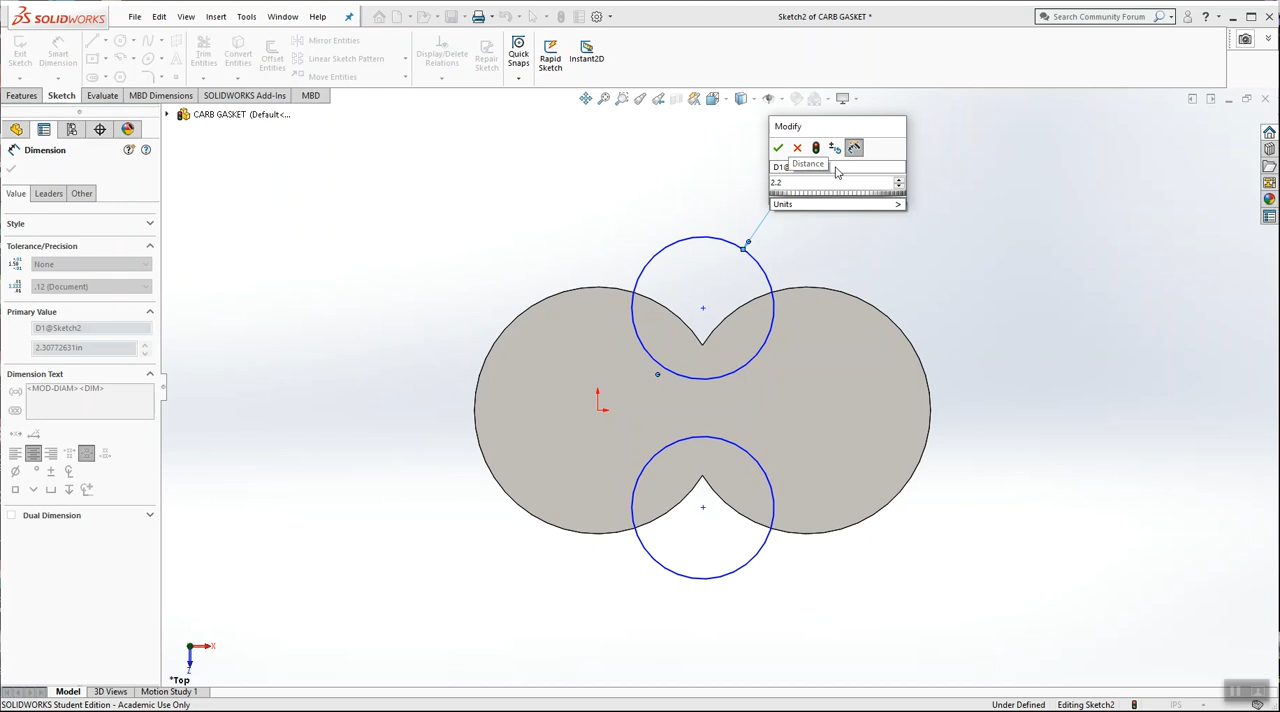 SOLIDWORKS File Edit View Insert Tools Window Help Sketch2 of CARB GASKET * Search Community Forum
Exit Sketch Smart Dimension Trim Entities Convert Entities Offset Entities Mirror Entities Linear Sketch Pattern Move Entities Display/Delete Relations Repair Sketch Quick Snaps Rapid Sketch Instant2D
Features Sketch Evaluate MBD Dimensions SOLIDWORKS Add-Ins MBD
CARB GASKET (Default<...
Modify
Dimension
Distance
D1@
2.2
Value Leaders Other
Units >
Style
Tolerance/Precision
None
.12 (Document)
Primary Value
D1@Sketch2
2.30772631in
Dimension Text
<MOD-DIAM><DIM>
Dual Dimension
X
Z
*Top
Model 3D Views Motion Study 1
SOLIDWORKS Student Edition - Academic Use Only Under Defined Editing Sketch2 IPS